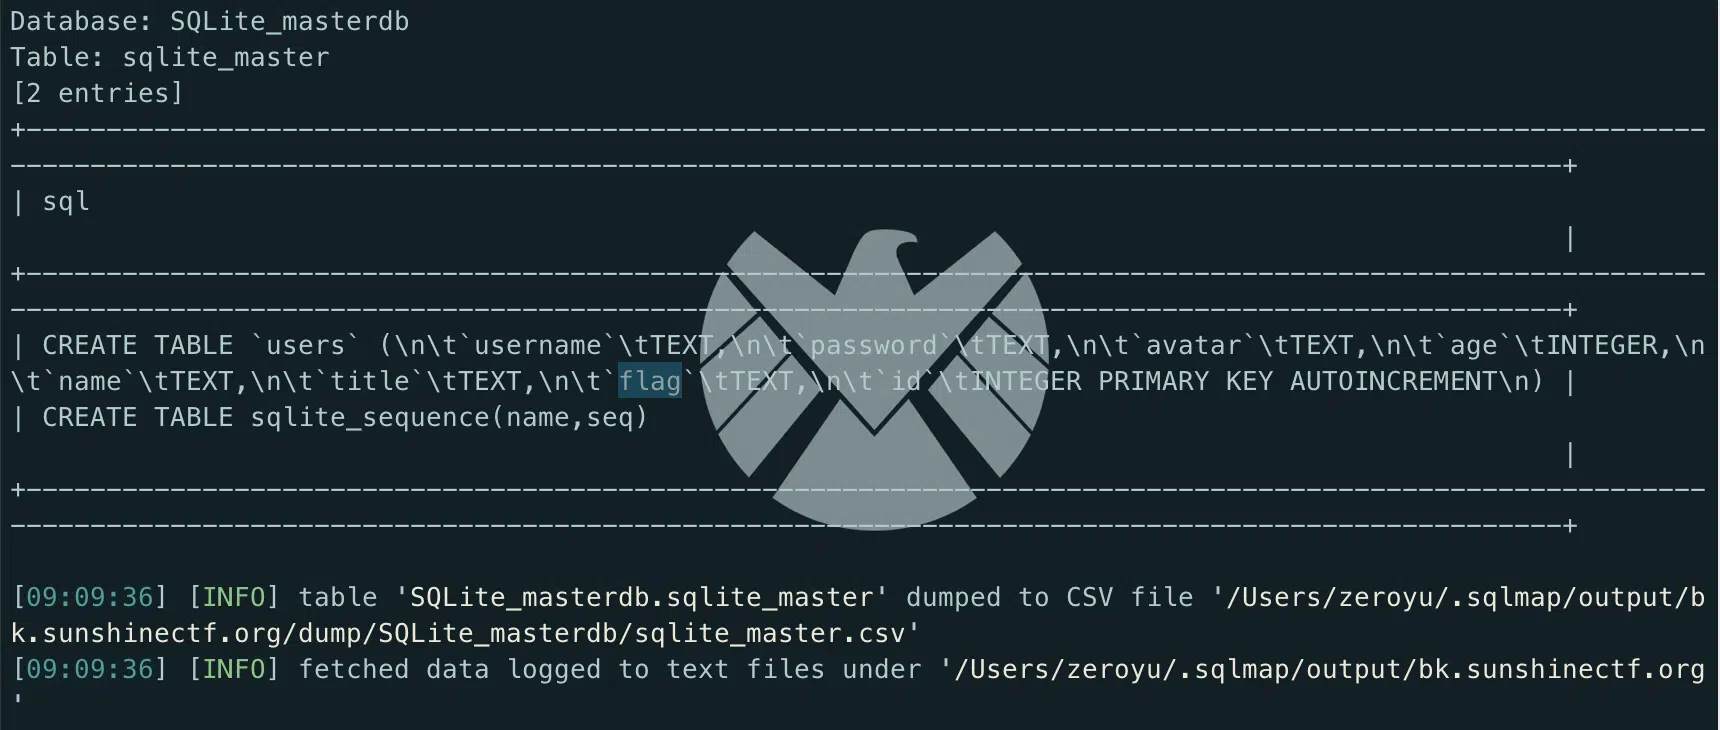 Database: SQLite_masterdb
Table: sqlite_master
[2 entries]
+---------------------------------------------------------------------------------------------------------
-------------------------------------------------------------------------------------------------+
| sql
|
+---------------------------------------------------------------------------------------------------------
-------------------------------------------------------------------------------------------------+
| CREATE TABLE `users` (\n\t`username`\tTEXT,\n\t`password`\tTEXT,\n\t`avatar`\tTEXT,\n\t`age`\tINTEGER,\n
\t`name`\tTEXT,\n\t`title`\tTEXT,\n\t`flag`\tTEXT,\n\t`id`\tINTEGER PRIMARY KEY AUTOINCREMENT\n) |
| CREATE TABLE sqlite_sequence(name,seq)
|
+---------------------------------------------------------------------------------------------------------
-------------------------------------------------------------------------------------------------+
[09:09:36] [INFO] table 'SQLite_masterdb.sqlite_master' dumped to CSV file '/Users/zeroyu/.sqlmap/output/b
k.sunshinectf.org/dump/SQLite_masterdb/sqlite_master.csv'
[09:09:36] [INFO] fetched data logged to text files under '/Users/zeroyu/.sqlmap/output/bk.sunshinectf.org
'